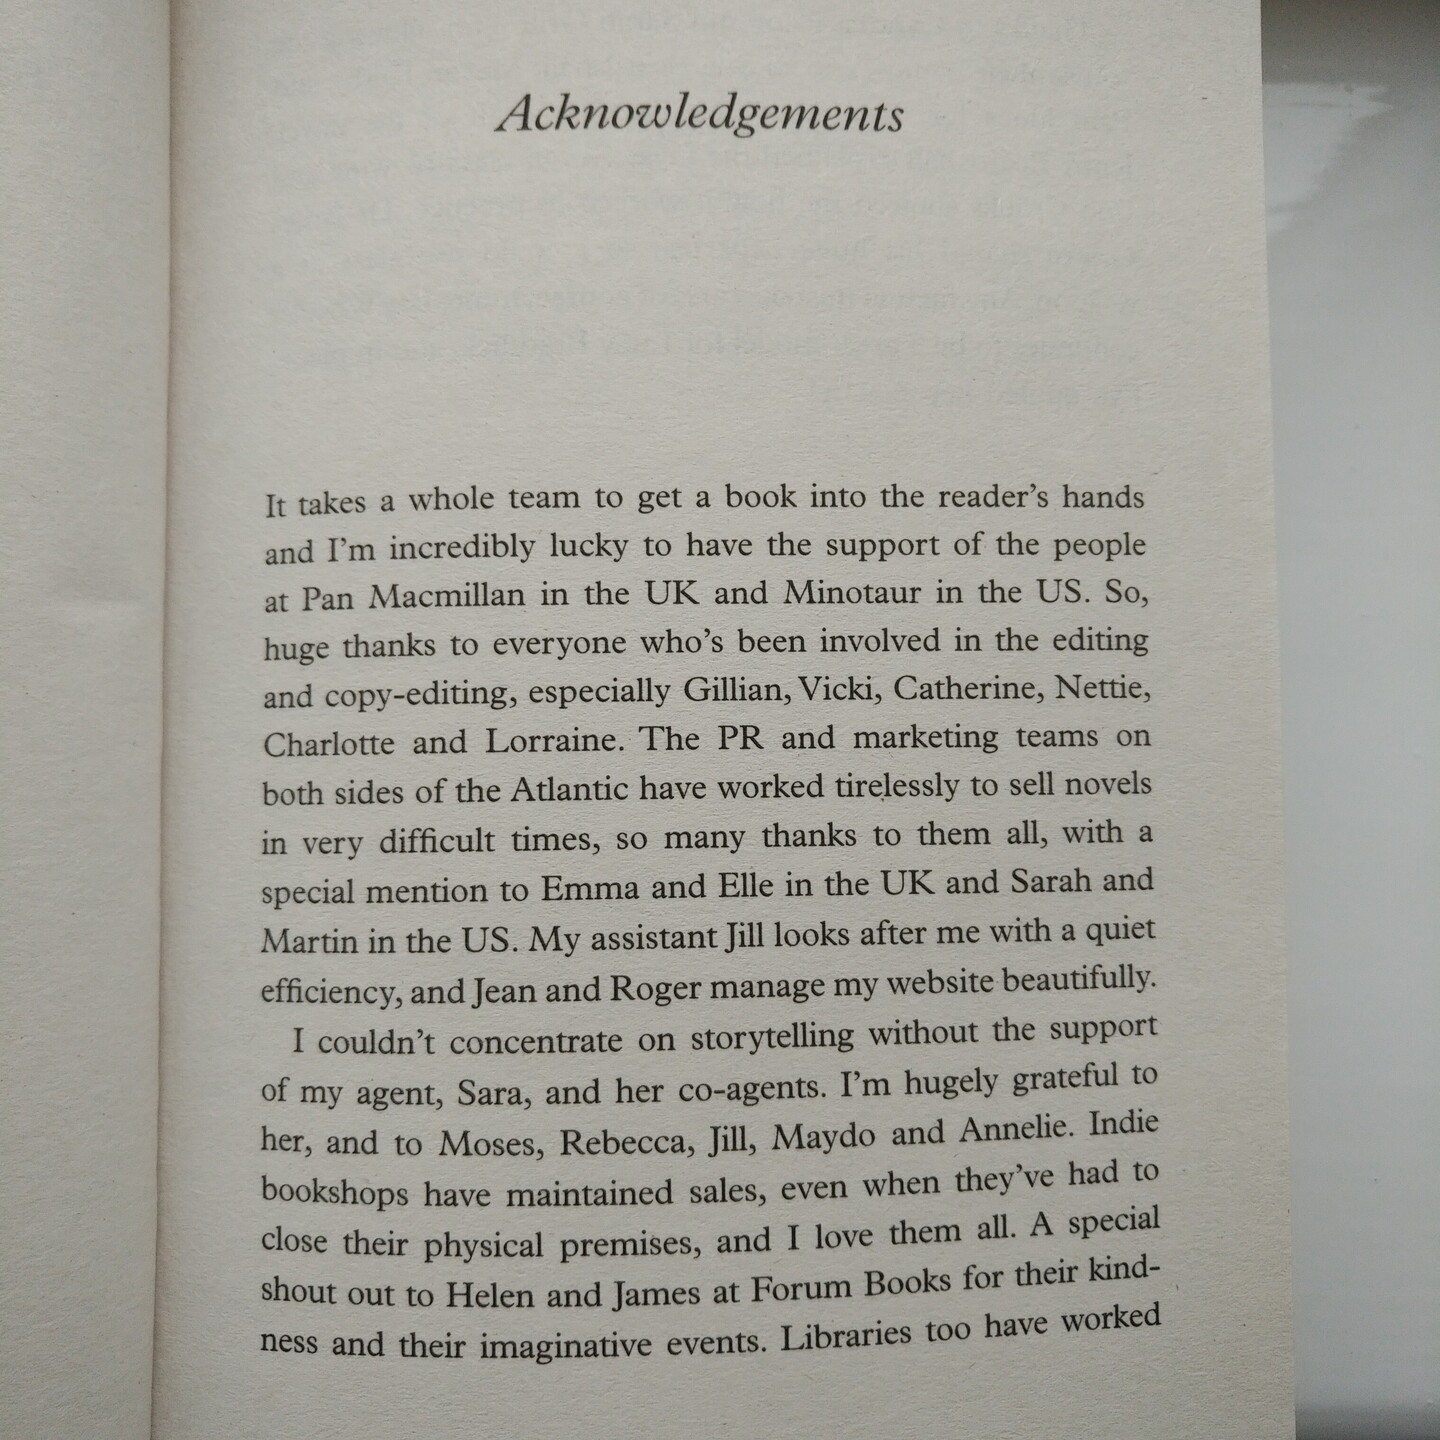 Acknowledgements
It takes a whole team to get a book into the reader's hands
and I'm incredibly lucky to have the support of the people
at Pan Macmillan in the UK and Minotaur in the US. So,
huge thanks to everyone who's been involved in the editing
and copy-editing, especially Gillian, Vicki, Catherine, Nettie,
Charlotte and Lorraine. The PR and marketing teams on
both sides of the Atlantic have worked tirelessly to sell novels
in very difficult times, so many thanks to them all, with a
special mention to Emma and Elle in the UK and Sarah and
Martin in the US. My assistant Jill looks after me with a quiet
efficiency, and Jean and Roger manage my website beautifully.
I couldn't concentrate on storytelling without the support
of my agent, Sara, and her co-agents. I'm hugely grateful to
her, and to Moses, Rebecca, Jill, Maydo and Annelie. Indie
bookshops have maintained sales, even when they've had to
close their physical premises, and I love them all. A special
shout out to Helen and James at Forum Books for their kind-
ness and their imaginative events. Libraries too have worked